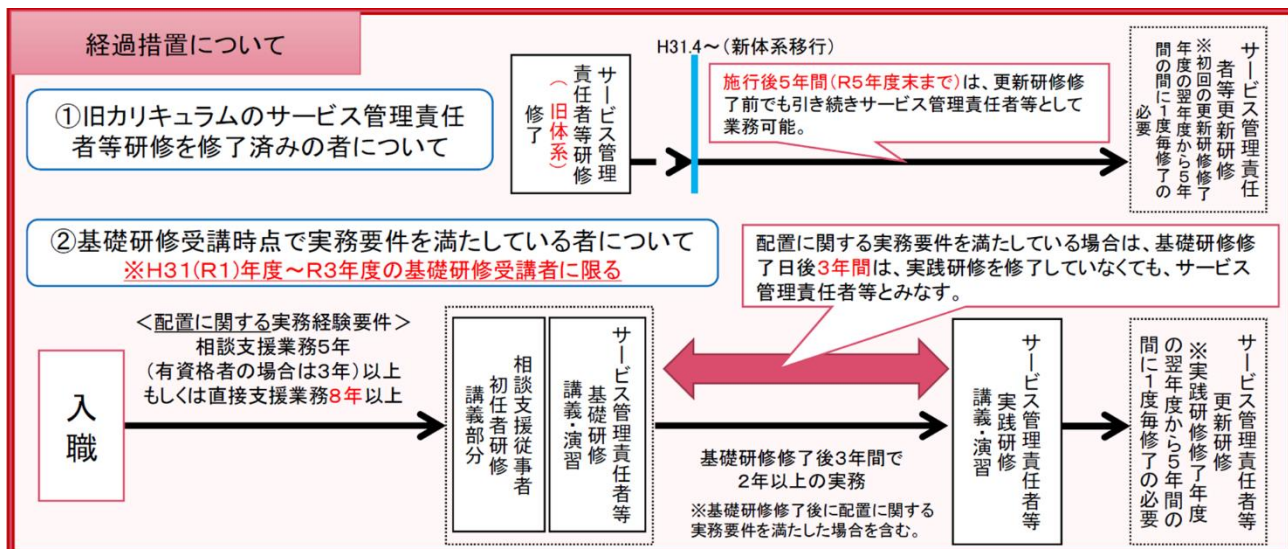 経過措置について
①旧カリキュラムのサービス管理責任
者等研修を修了済みの者について
サービス管理
責任者等研修
(旧体系)
修了
H31.4～(新体系移行)
施行後5年間(R5年度末まで)は、更新研修修
了前でも引き続きサービス管理責任者等として
業務可能。
サービス管理責任
者等更新研修
※初回の更新研修修了
年度の翌年度から5年
間の間に1度毎修了の
必要
②基礎研修受講時点で実務要件を満たしている者について
※H31(R1)年度～R3年度の基礎研修受講者に限る
配置に関する実務要件を満たしている場合は、基礎研修修
了日後3年間は、実践研修を修了していなくても、サービス
管理責任者等とみなす。
入職
＜配置に関する実務経験要件＞
相談支援業務5年
(有資格者の場合は3年)以上
もしくは直接支援業務8年以上
相談支援従事者
初任者研修
講義部分
サービス管理責任者等
基礎研修
講義・演習
基礎研修修了後3年間で
2年以上の実務
※基礎研修修了後に配置に関する
実務要件を満たした場合を含む。
サービス管理責任者等
実践研修
講義・演習
サービス管理責任者等
更新研修
※実践研修修了年度
の翌年度から5年間の
間に1度毎修了の必要